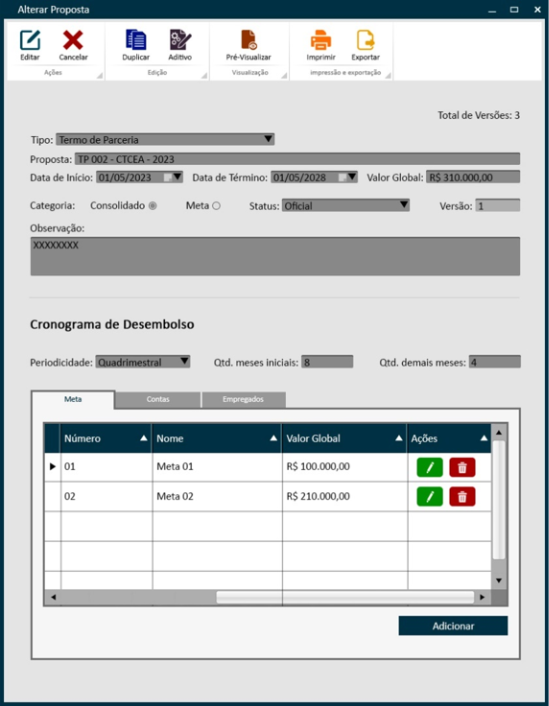 Alterar Proposta
Editar Cancelar Duplicar Aditivo Pré-Visualizar Imprimir Exportar
Ações Edição Visualização Impressão e exportação
Total de Versões: 3
Tipo: Termo de Parceria
Proposta: TP 002 - CTCEA - 2023
Data de Início: 01/05/2023 Data de Término: 01/05/2028 Valor Global: R$ 310.000,00
Categoria: Consolidado Meta Status: Oficial Versão: 1
Observação:
XXXXXXXX
Cronograma de Desembolso
Periodicidade: Quadrimestral Qtd. meses iniciais: 8 Qtd. demais meses: 4
Meta Contas Empregados
Número Nome Valor Global Ações
01 Meta 01 R$ 100.000,00
02 Meta 02 R$ 210.000,00
Adicionar